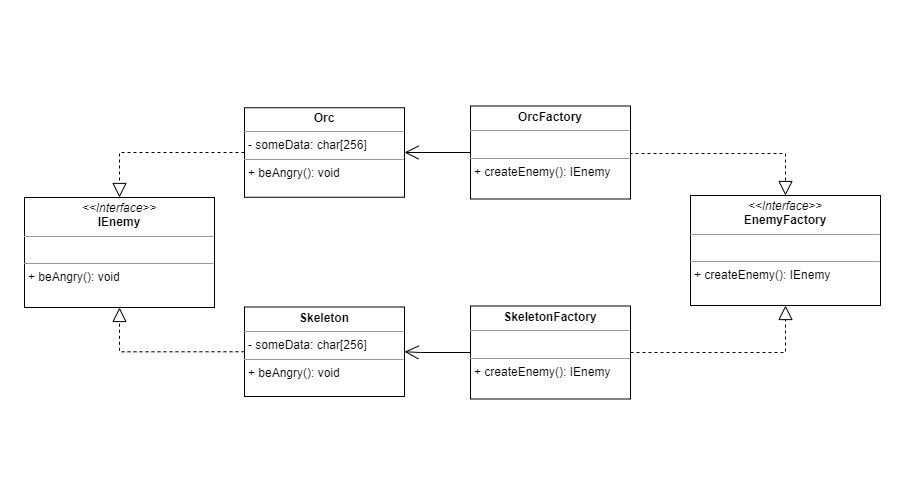 Orc
- someData: char[256]
+ beAngry(): void
OrcFactory
+ createEnemy(): IEnemy
<<Interface>>
IEnemy
+ beAngry(): void
<<Interface>>
EnemyFactory
+ createEnemy(): IEnemy
Skeleton
- someData: char[256]
+ beAngry(): void
SkeletonFactory
+ createEnemy(): IEnemy